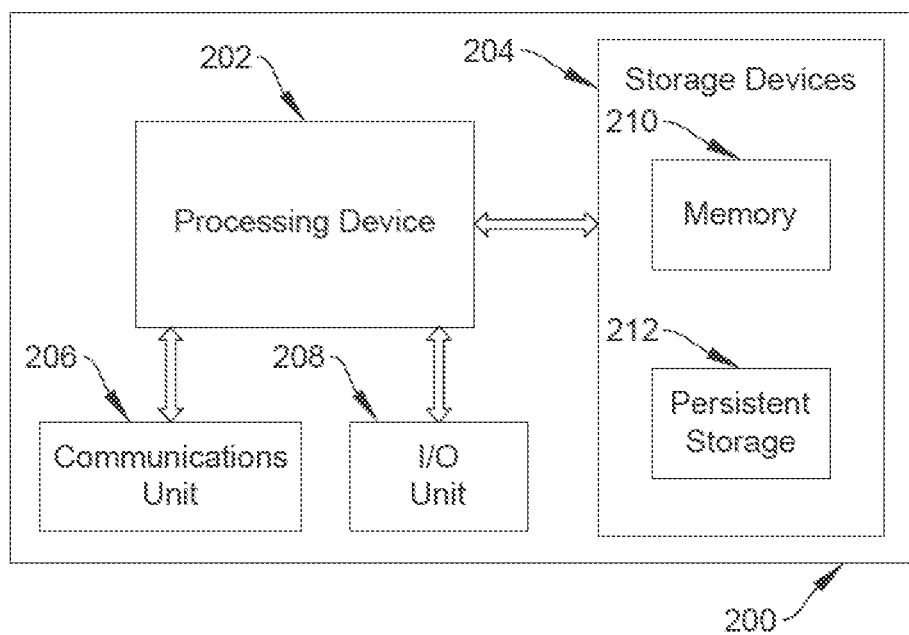 202
204
Storage Devices
210
Processing Device
Memory
206
208
212
Communications
Unit
I/O
Unit
Persistent
Storage
200